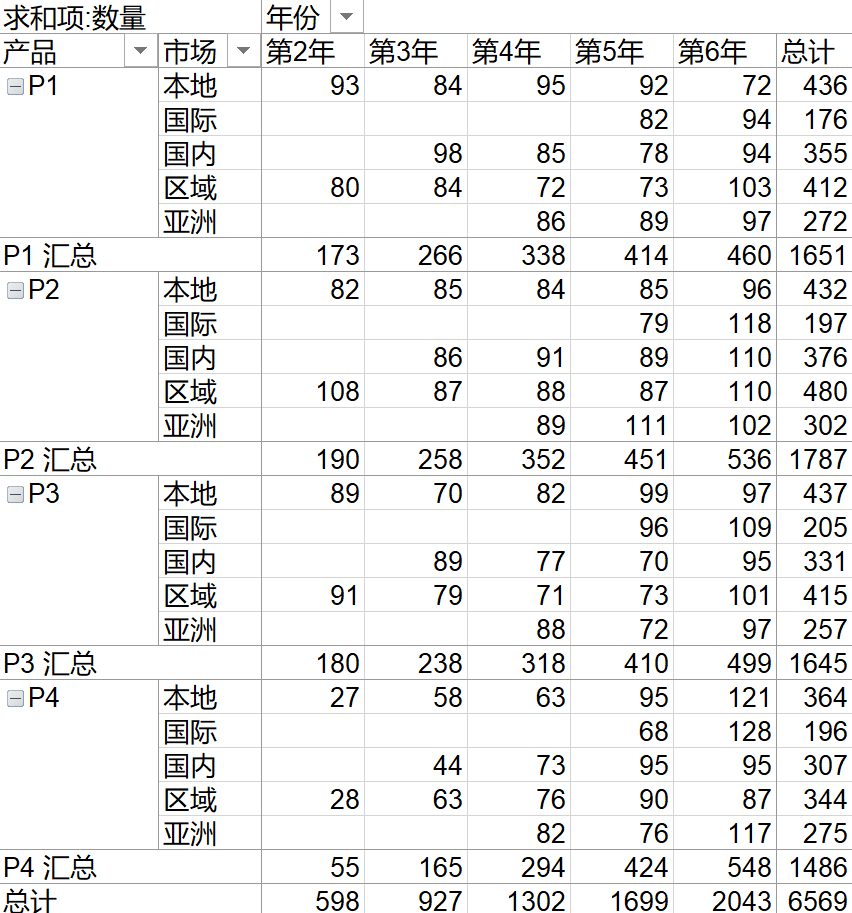 求和项:数量 年份
产品 市场 第2年 第3年 第4年 第5年 第6年 总计
P1 本地 93 84 95 92 72 436
国际 82 94 176
国内 98 85 78 94 355
区域 80 84 72 73 103 412
亚洲 86 89 97 272
P1 汇总 173 266 338 414 460 1651
P2 本地 82 85 84 85 96 432
国际 79 118 197
国内 86 91 89 110 376
区域 108 87 88 87 110 480
亚洲 89 111 102 302
P2 汇总 190 258 352 451 536 1787
P3 本地 89 70 82 99 97 437
国际 96 109 205
国内 89 77 70 95 331
区域 91 79 71 73 101 415
亚洲 88 72 97 257
P3 汇总 180 238 318 410 499 1645
P4 本地 27 58 63 95 121 364
国际 68 128 196
国内 44 73 95 95 307
区域 28 63 76 90 87 344
亚洲 82 76 117 275
P4 汇总 55 165 294 424 548 1486
总计 598 927 1302 1699 2043 6569